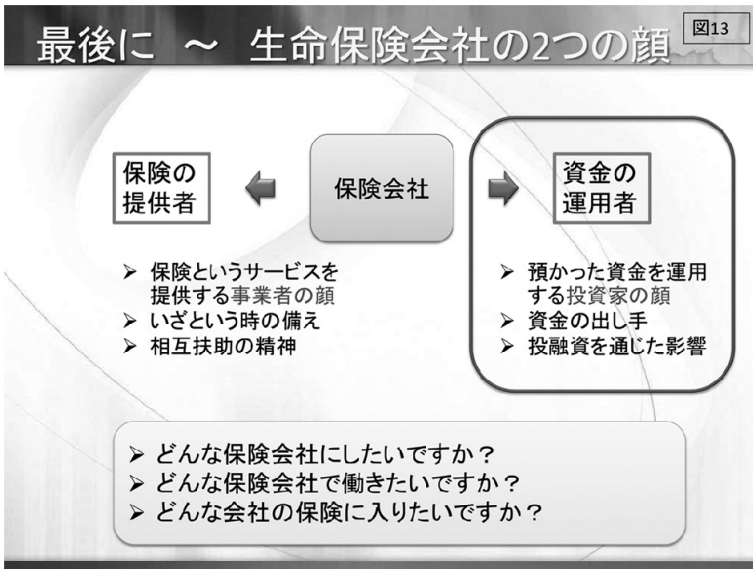 図13
最後に ～ 生命保険会社の2つの顔
保険の
提供者
保険会社
資金の
運用者
➢ 保険というサービスを
提供する事業者の顔
➢ いざという時の備え
➢ 相互扶助の精神
➢ 預かった資金を運用
する投資家の顔
➢ 資金の出し手
➢ 投融資を通じた影響
➢ どんな保険会社にしたいですか？
➢ どんな保険会社で働きたいですか？
➢ どんな会社の保険に入りたいですか？